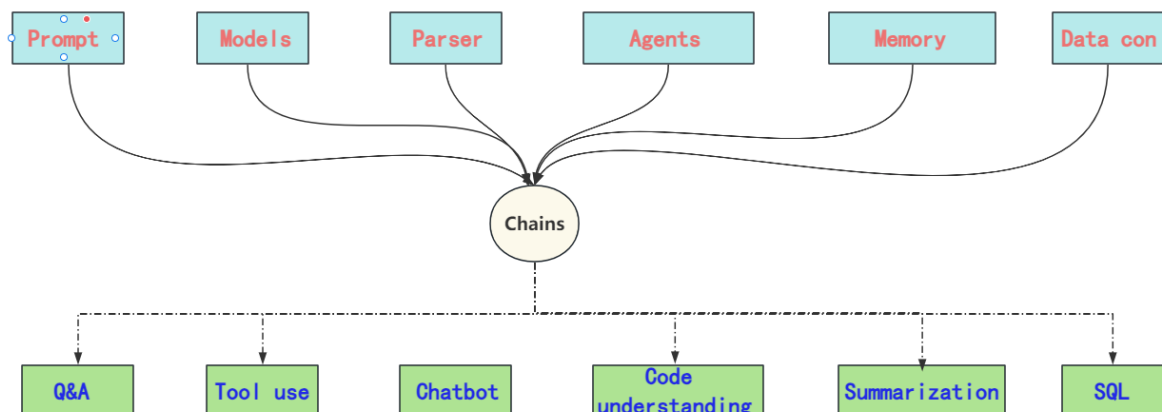 Prompt
Models
Parser
Agents
Memory
Data con
Chains
Q&A
Tool use
Chatbot
Code
understanding
Summarization
SQL